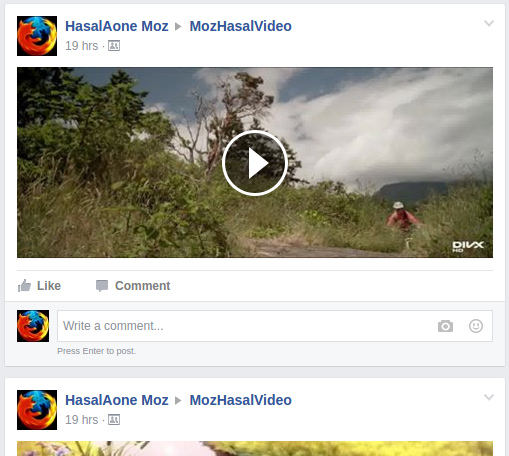 HasalAone Moz MozHasalVideo
19 hrs ·
DIVX
HD
Like Comment
Write a comment...
Press Enter to post.
HasalAone Moz MozHasalVideo
19 hrs ·